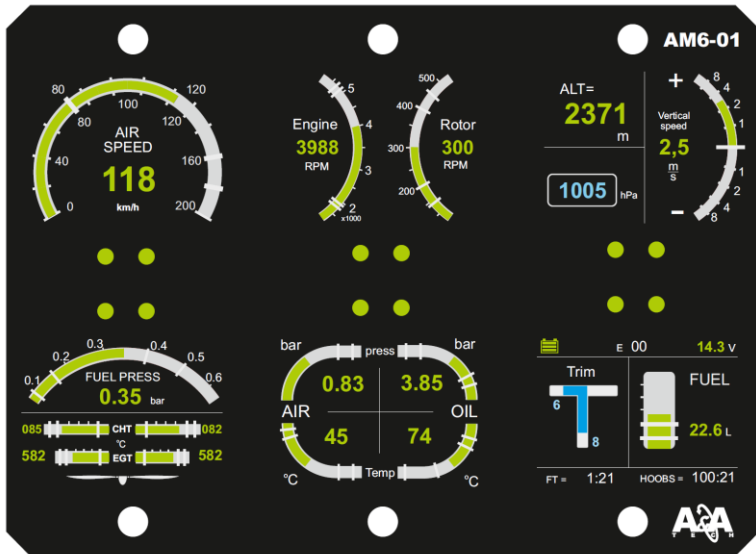 AM6-01
80
100
120
120
80
40
160
0
200
AIR
SPEED
118
km/h
5
4
3
2
x1000
Engine
3988
RPM
500
400
300
200
Rotor
300
RPM
ALT=
2371
m
1005 hPa
+
8
4
2
1
1
2
4
8
-
Vertical
speed
2,5
m
s
0.1
0.2
0.3
0.4
0.5
0.6
FUEL PRESS
0.35 bar
085 CHT 082
°C
582 EGT 582
bar press bar
0.83 3.85
AIR OIL
45 74
°C Temp °C
E 00 14.3 V
Trim
6
8
FUEL
22.6 L
FT = 1:21 HOOBS = 100:21
A&A
TECH